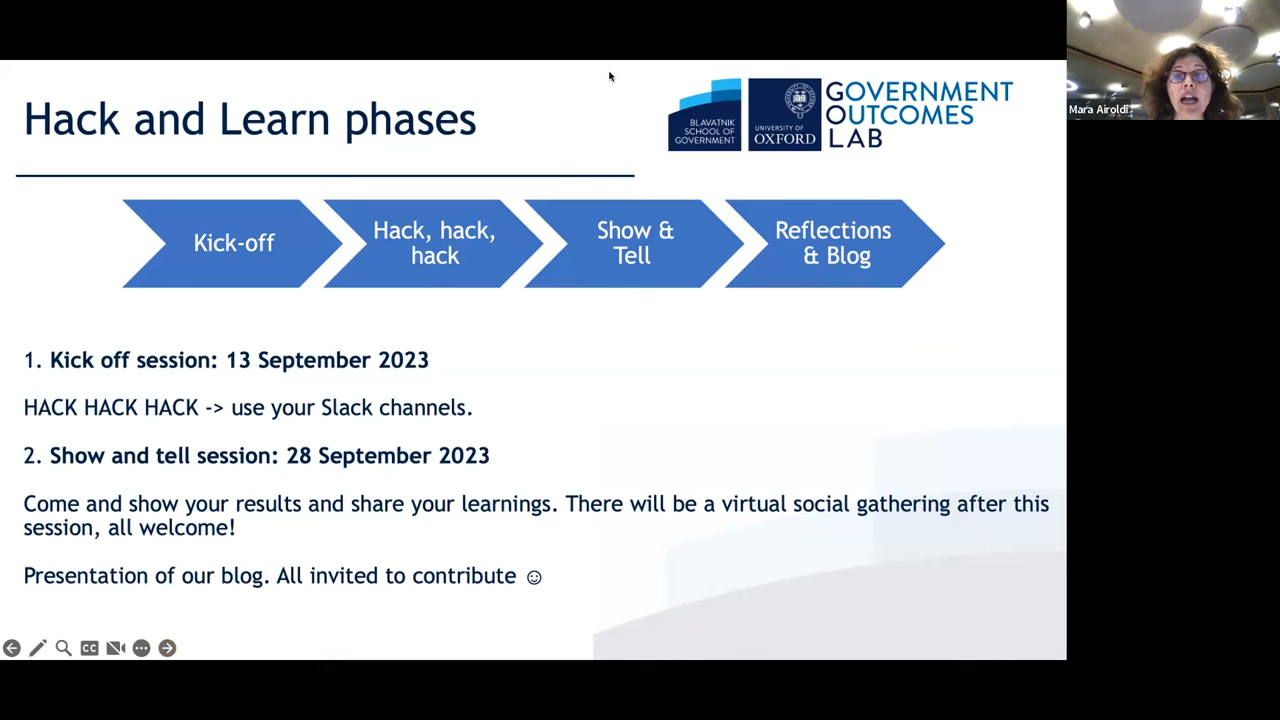 Hack and Learn phases
BLAVATNIK
SCHOOL OF
GOVERNMENT
UNIVERSITY OF
OXFORD
GOVERNMENT
OUTCOMES
LAB
Mara Airoldi
Kick-off
Hack, hack,
hack
Show &
Tell
Reflections
& Blog
1. Kick off session: 13 September 2023
HACK HACK HACK -> use your Slack channels.
2. Show and tell session: 28 September 2023
Come and show your results and share your learnings. There will be a virtual social gathering after this
session, all welcome!
Presentation of our blog. All invited to contribute ☺
CC